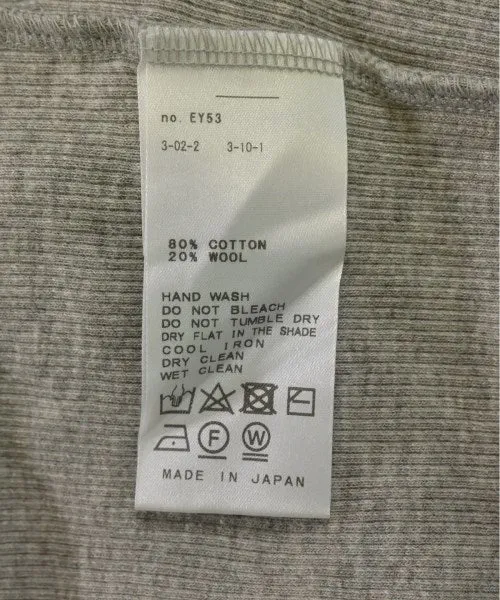 no. EY53
3-02-2 3-10-1
80% COTTON
20% WOOL
HAND WASH
DO NOT BLEACH
DO NOT TUMBLE DRY
DRY FLAT IN THE SHADE
COOL IRON
DRY CLEAN
WET CLEAN
F W
MADE IN JAPAN